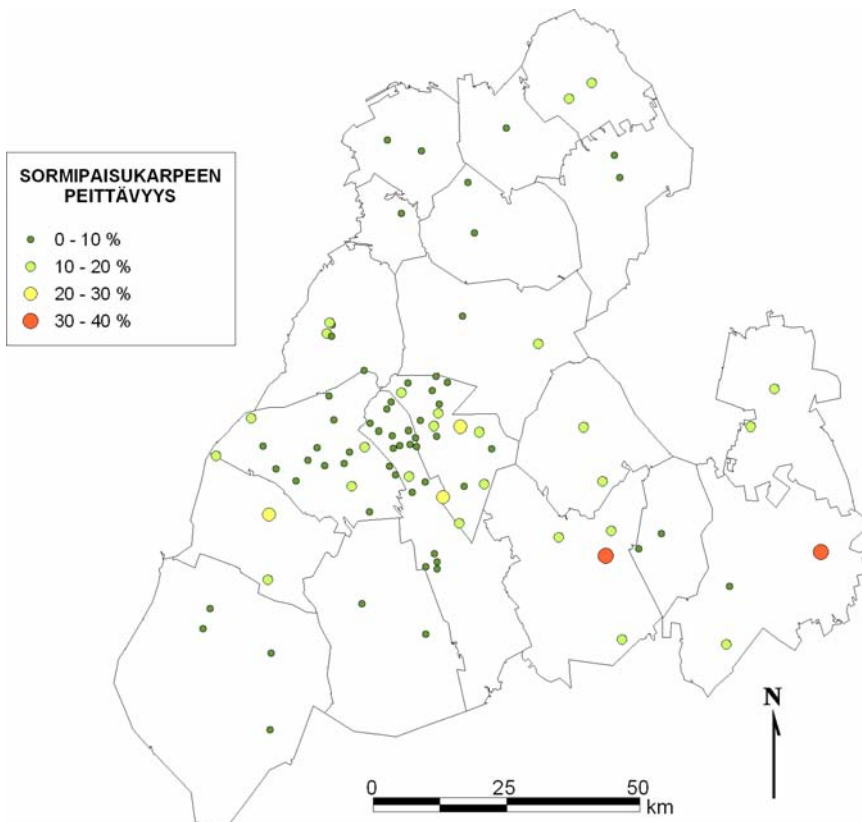 SORMIPAISUKARPEEN
PEITTÄVYYS
0 - 10 %
10 - 20 %
20 - 30 %
30 - 40 %
N
0 25 50
km